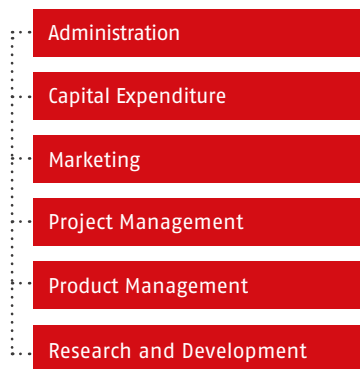 Administration
Capital Expenditure
Marketing
Project Management
Product Management
Research and Development